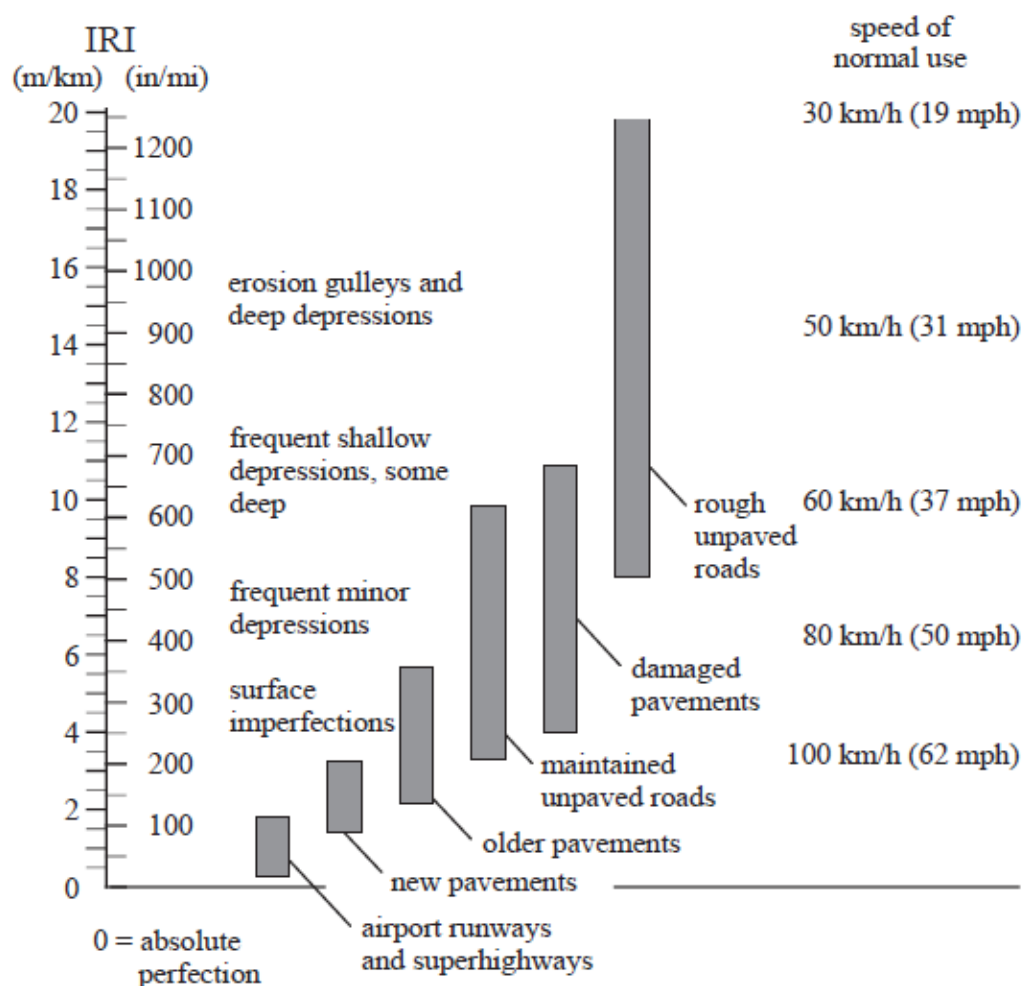 IRI
(m/km) (in/mi)
speed of
normal use
20
18
16
14
12
10
8
6
4
2
0
1200
1100
1000
900
800
700
600
500
400
300
200
100
erosion gulleys and
deep depressions
frequent shallow
depressions, some
deep
frequent minor
depressions
surface
imperfections
rough
unpaved
roads
damaged
pavements
maintained
unpaved roads
older pavements
new pavements
airport runways
and superhighways
30 km/h (19 mph)
50 km/h (31 mph)
60 km/h (37 mph)
80 km/h (50 mph)
100 km/h (62 mph)
0 = absolute
perfection